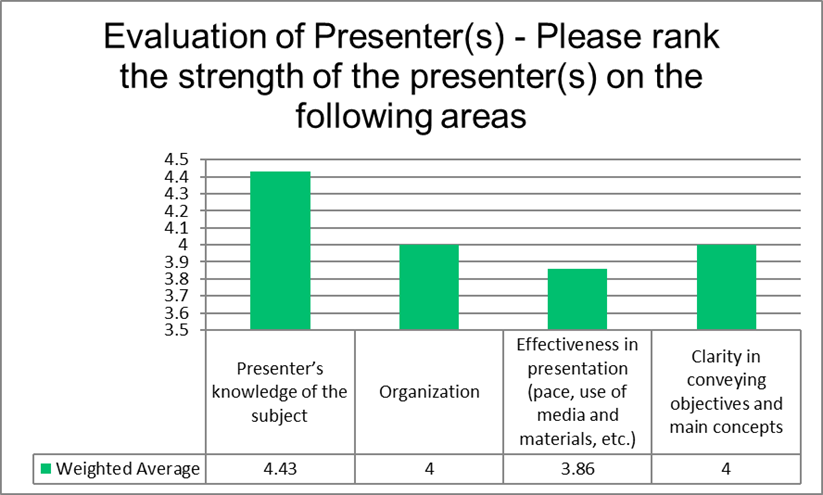 Evaluation of Presenter(s) - Please rank
the strength of the presenter(s) on the
following areas
4.5
4.4
4.3
4.2
4.1
4
3.9
3.8
3.7
3.6
3.5
Presenter’s
knowledge of the
subject
Organization
Effectiveness in
presentation
(pace, use of
media and
materials, etc.)
Clarity in
conveying
objectives and
main concepts
Weighted Average 4.43 4 3.86 4